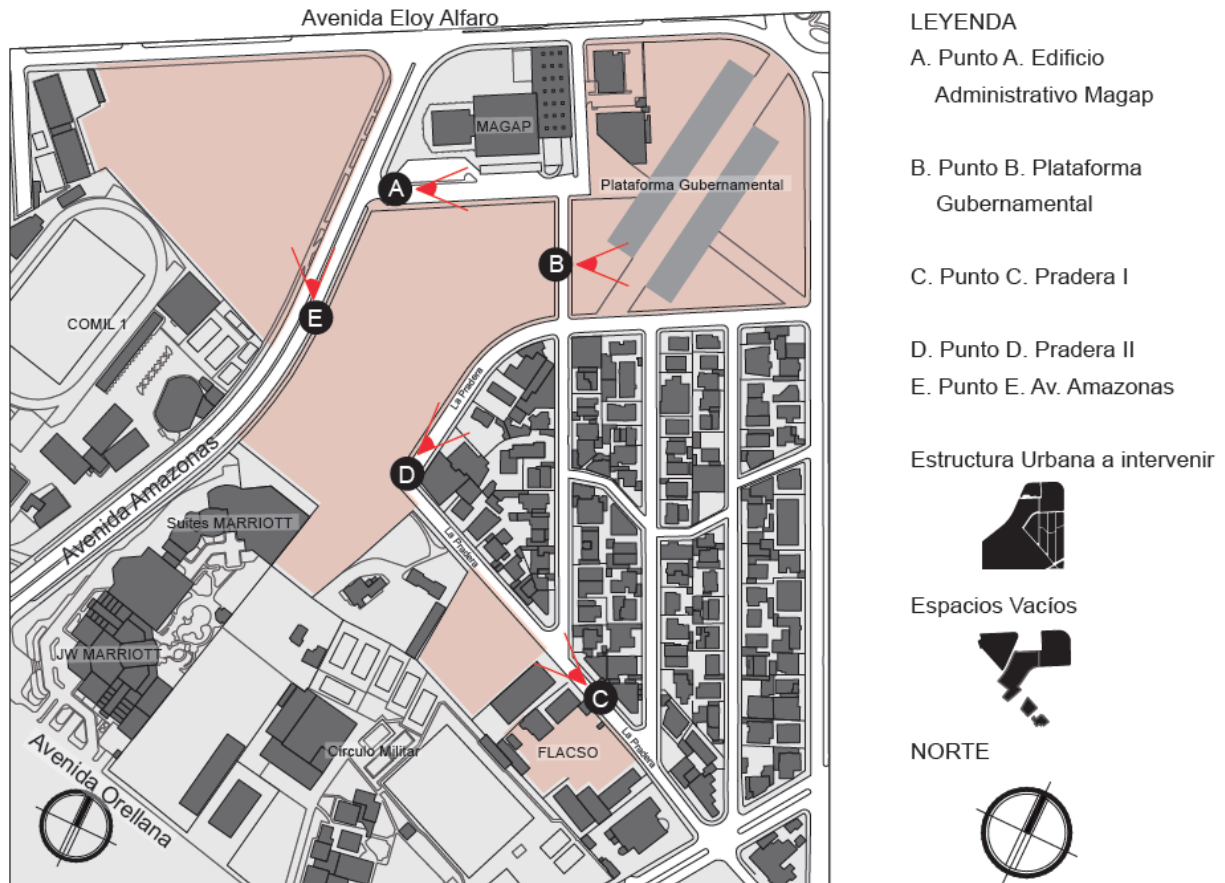 Avenida Eloy Alfaro
MAGAP
Plataforma Gubernamental
A
B
E
COMIL 1
La Pradera
D
Avenida Amazonas
Suites MARRIOTT
La Pradera
JW MARRIOTT
C
La Pradera
Circulo Militar
FLACSO
Avenida Orellana
LEYENDA
A. Punto A. Edificio
Administrativo Magap
B. Punto B. Plataforma
Gubernamental
C. Punto C. Pradera I
D. Punto D. Pradera II
E. Punto E. Av. Amazonas
Estructura Urbana a intervenir
Espacios Vacíos
NORTE